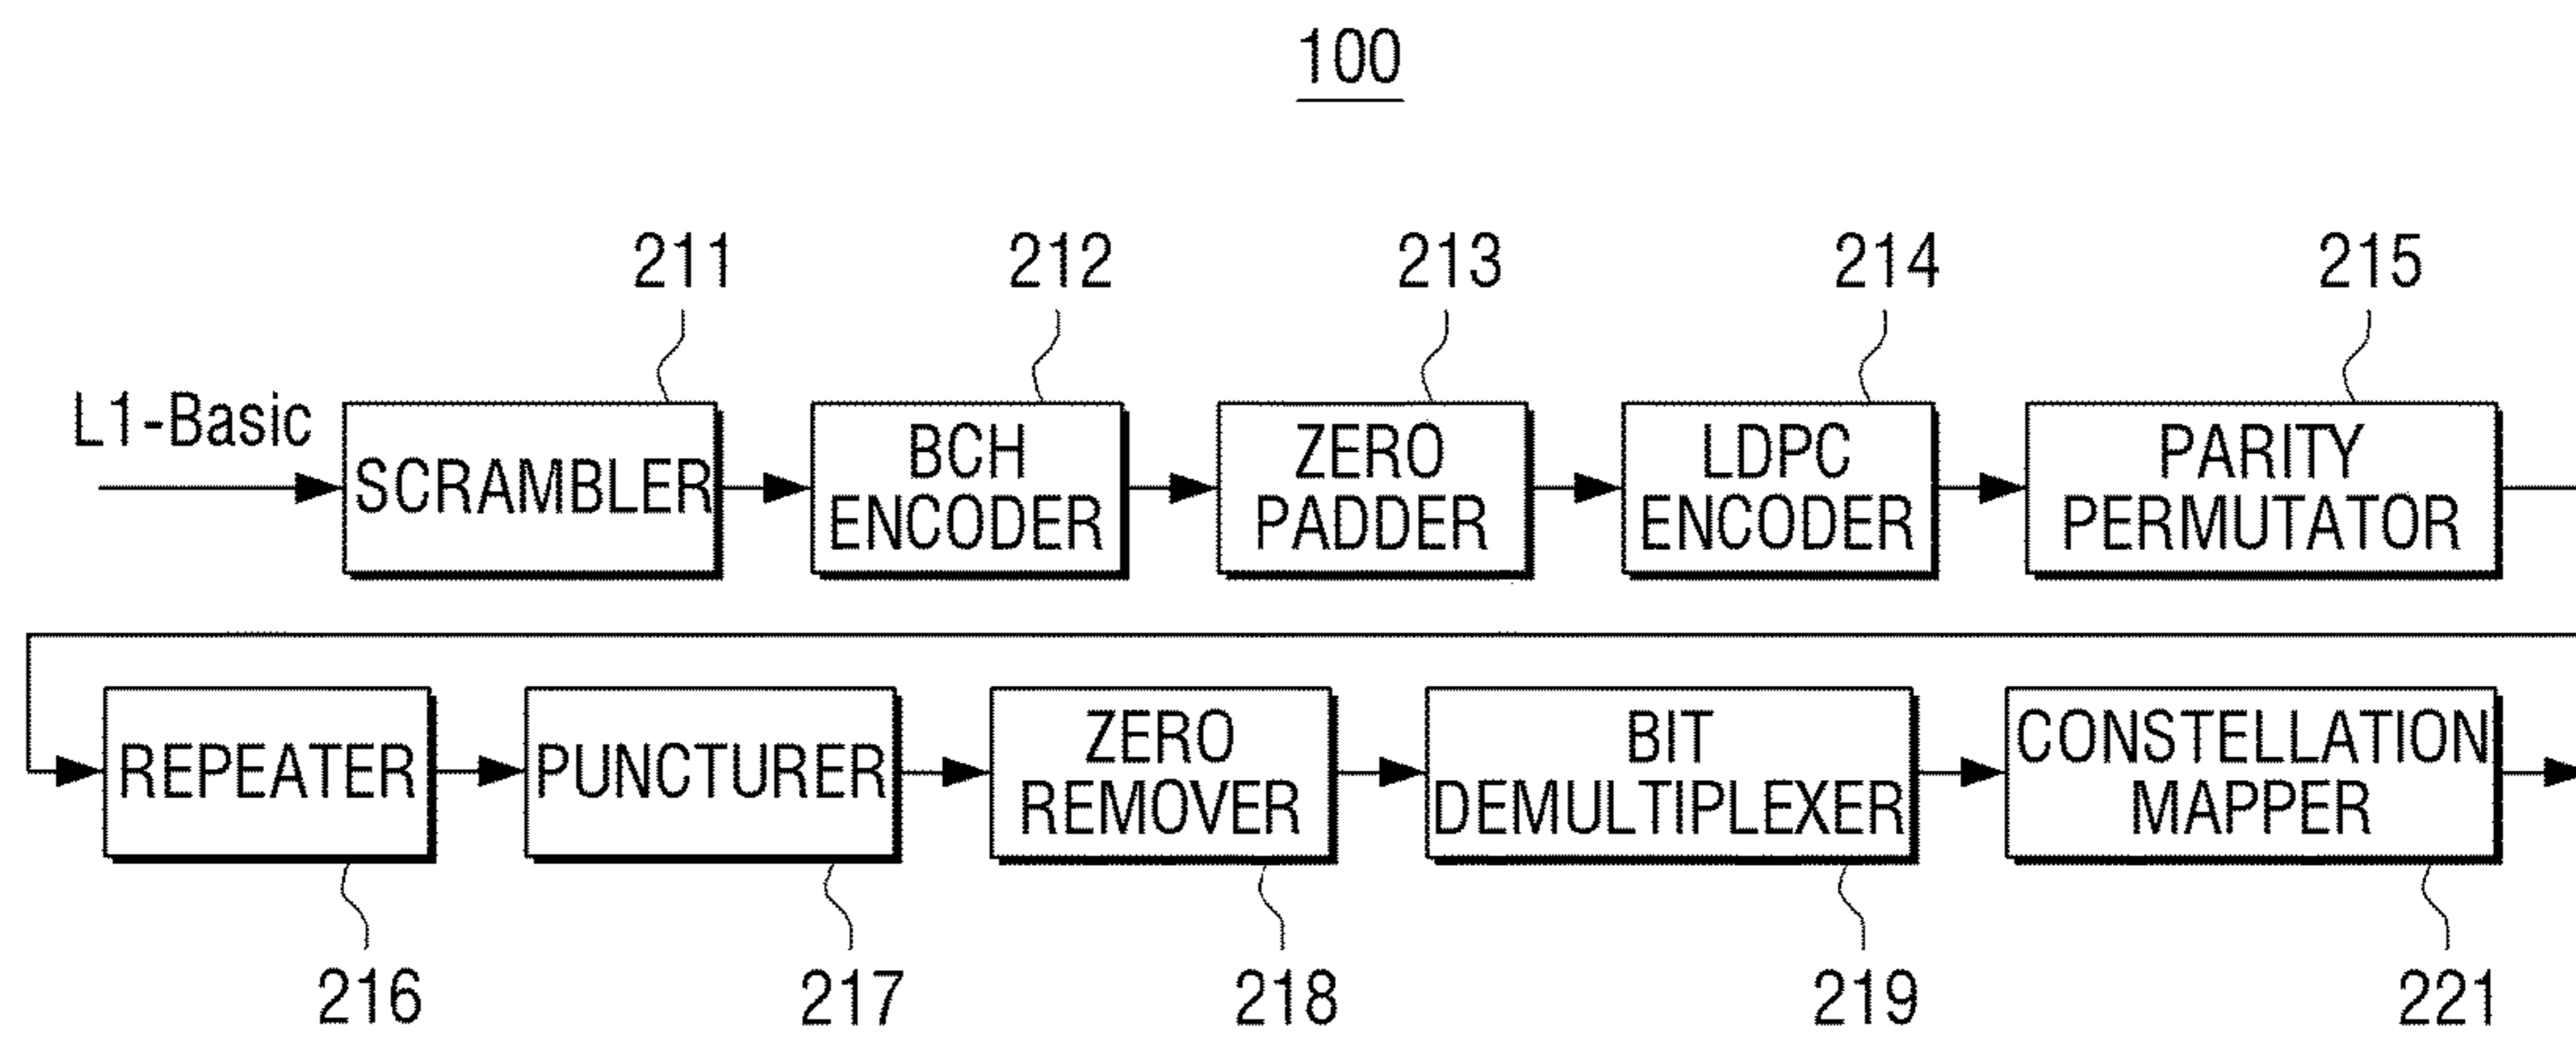 100
211
212
213
214
215
L1-Basic
SCRAMBLER
BCH
ENCODER
ZERO
PADDER
LDPC
ENCODER
PARITY
PERMUTATOR
REPEATER
PUNCTURER
ZERO
REMOVER
BIT
DEMULTIPLEXER
CONSTELLATION
MAPPER
216
217
218
219
221